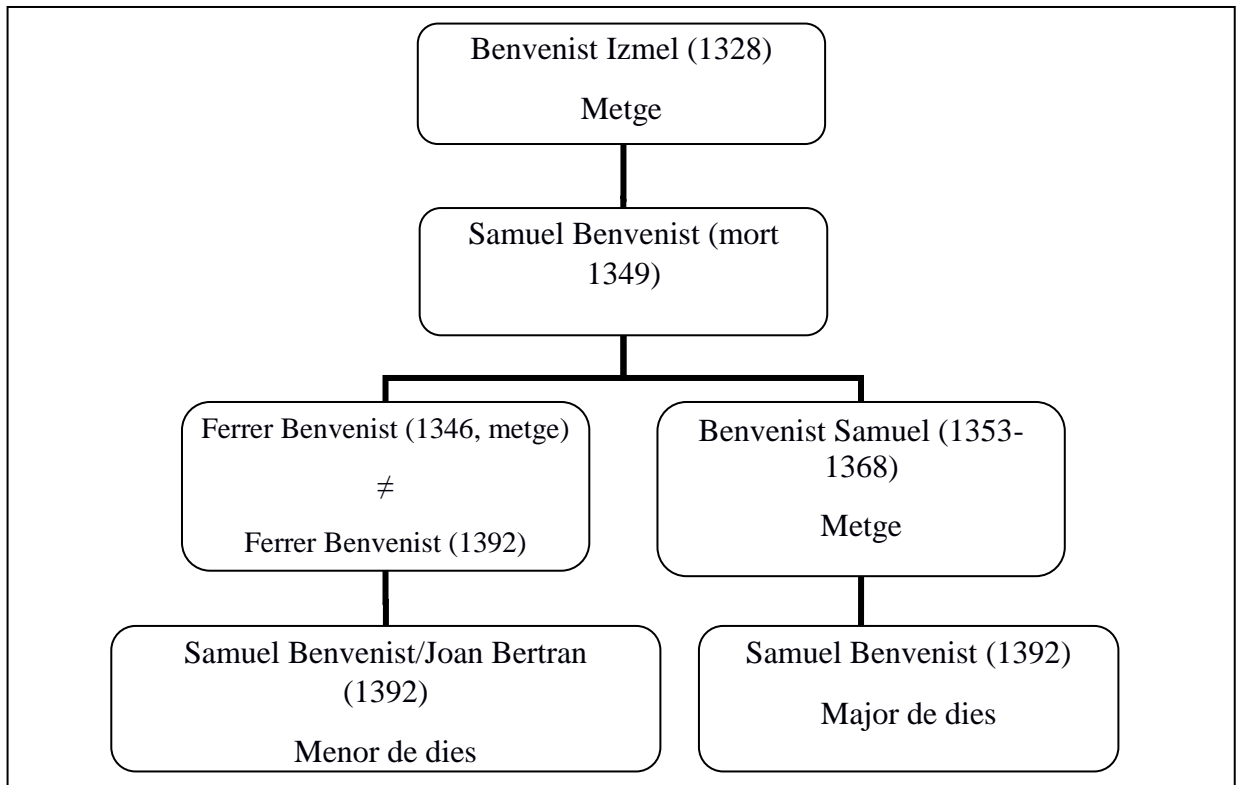 Benvenist Izmel (1328)
Metge
Samuel Benvenist (mort
1349)
Ferrer Benvenist (1346, metge)
≠
Ferrer Benvenist (1392)
Benvenist Samuel (1353-
1368)
Metge
Samuel Benvenist/Joan Bertran
(1392)
Menor de dies
Samuel Benvenist (1392)
Major de dies